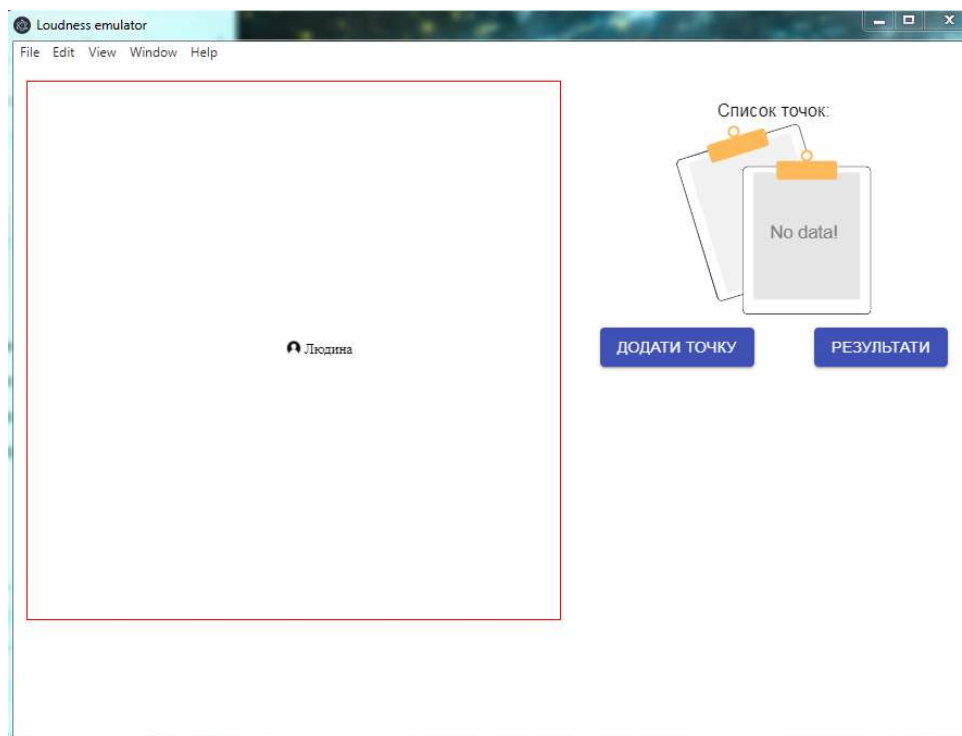 Loudness emulator
File Edit View Window Help
Список точок:
No data!
Людина
ДОДАТИ ТОЧКУ
РЕЗУЛЬТАТИ